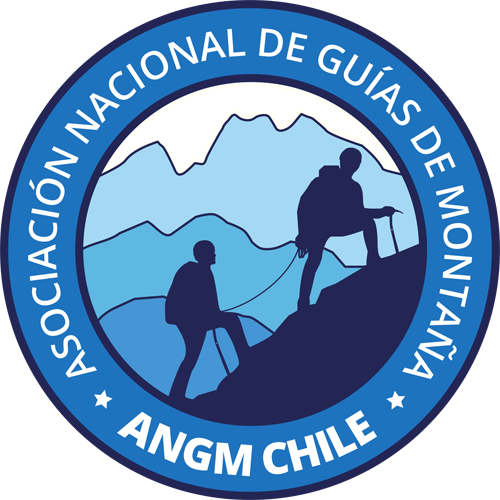 ASOCIACIÓN NACIONAL DE GUÍAS DE MONTAÑA
ANGM CHILE